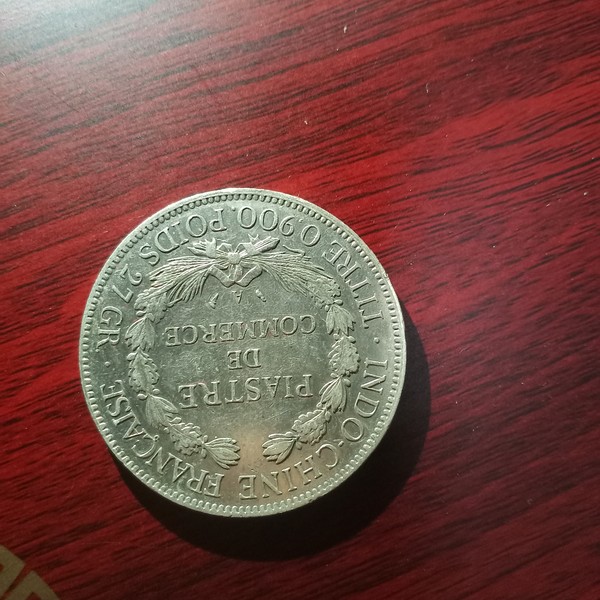 INDO-CHINE FRANÇAISE
PIASTRE
DE
COMMERCE
A
TITRE 0,900 POIDS 27 GR.